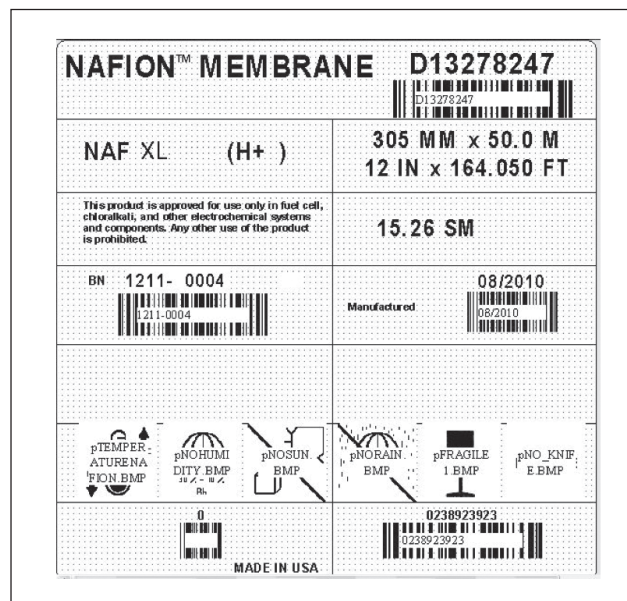 NAFION™ MEMBRANE
D13278247
D13278247
NAF XL (H+ )
305 MM x 50.0 M
12 IN x 164.050 FT
This product is approved for use only in fuel cell,
chloralkali, and other electrochemical systems
and components. Any other use of the product
is prohibited.
15.26 SM
BN 1211- 0004
1211-0004
Manufactured
08/2010
08/2010
pTEMPER
ATURENA
FION.BMP
pNOHUMI
DITY.BMP
30 % - 10 %
Rh
pNOSUN.
BMP
pNORAIN.
BMP
pFRAGILE
1.BMP
pNO_KNIF
E.BMP
0
MADE IN USA
0238923923
0238923923